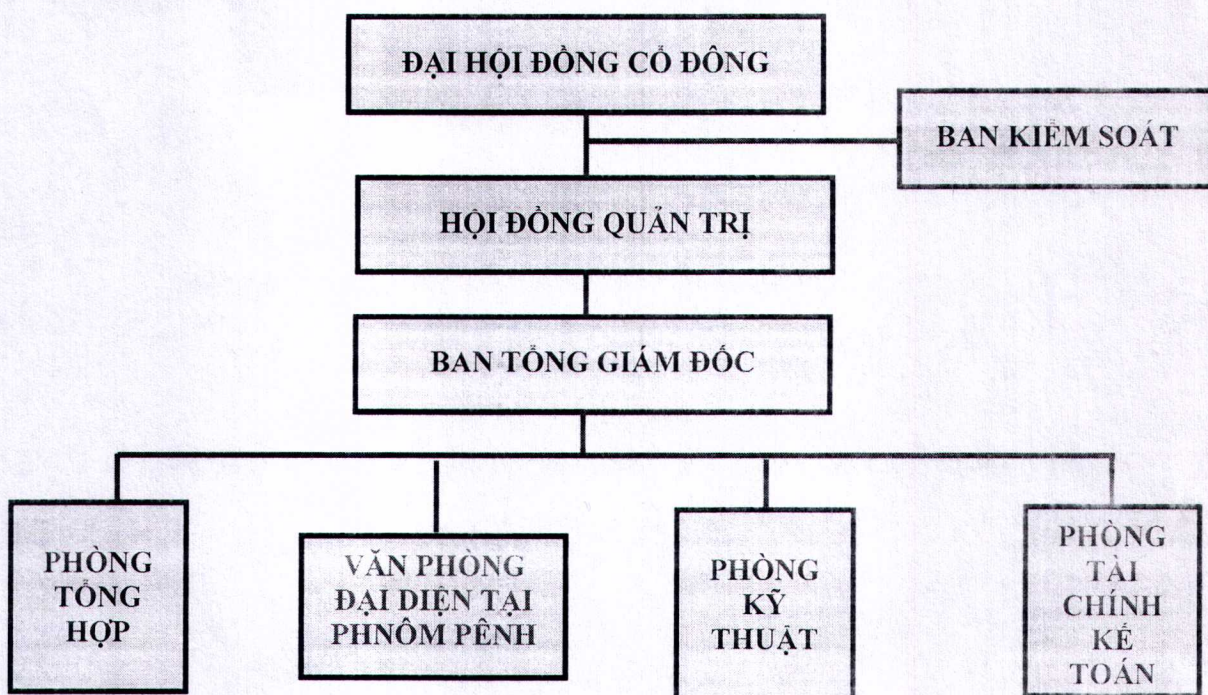 ĐẠI HỘI ĐỒNG CỔ ĐÔNG
BAN KIỂM SOÁT
HỘI ĐỒNG QUẢN TRỊ
BAN TỔNG GIÁM ĐỐC
PHÒNG
TỔNG
HỢP
VĂN PHÒNG
ĐẠI DIỆN TẠI
PHNÔM PÊNH
PHÒNG
KỸ
THUẬT
PHÒNG
TÀI
CHÍNH
KẾ
TOÁN